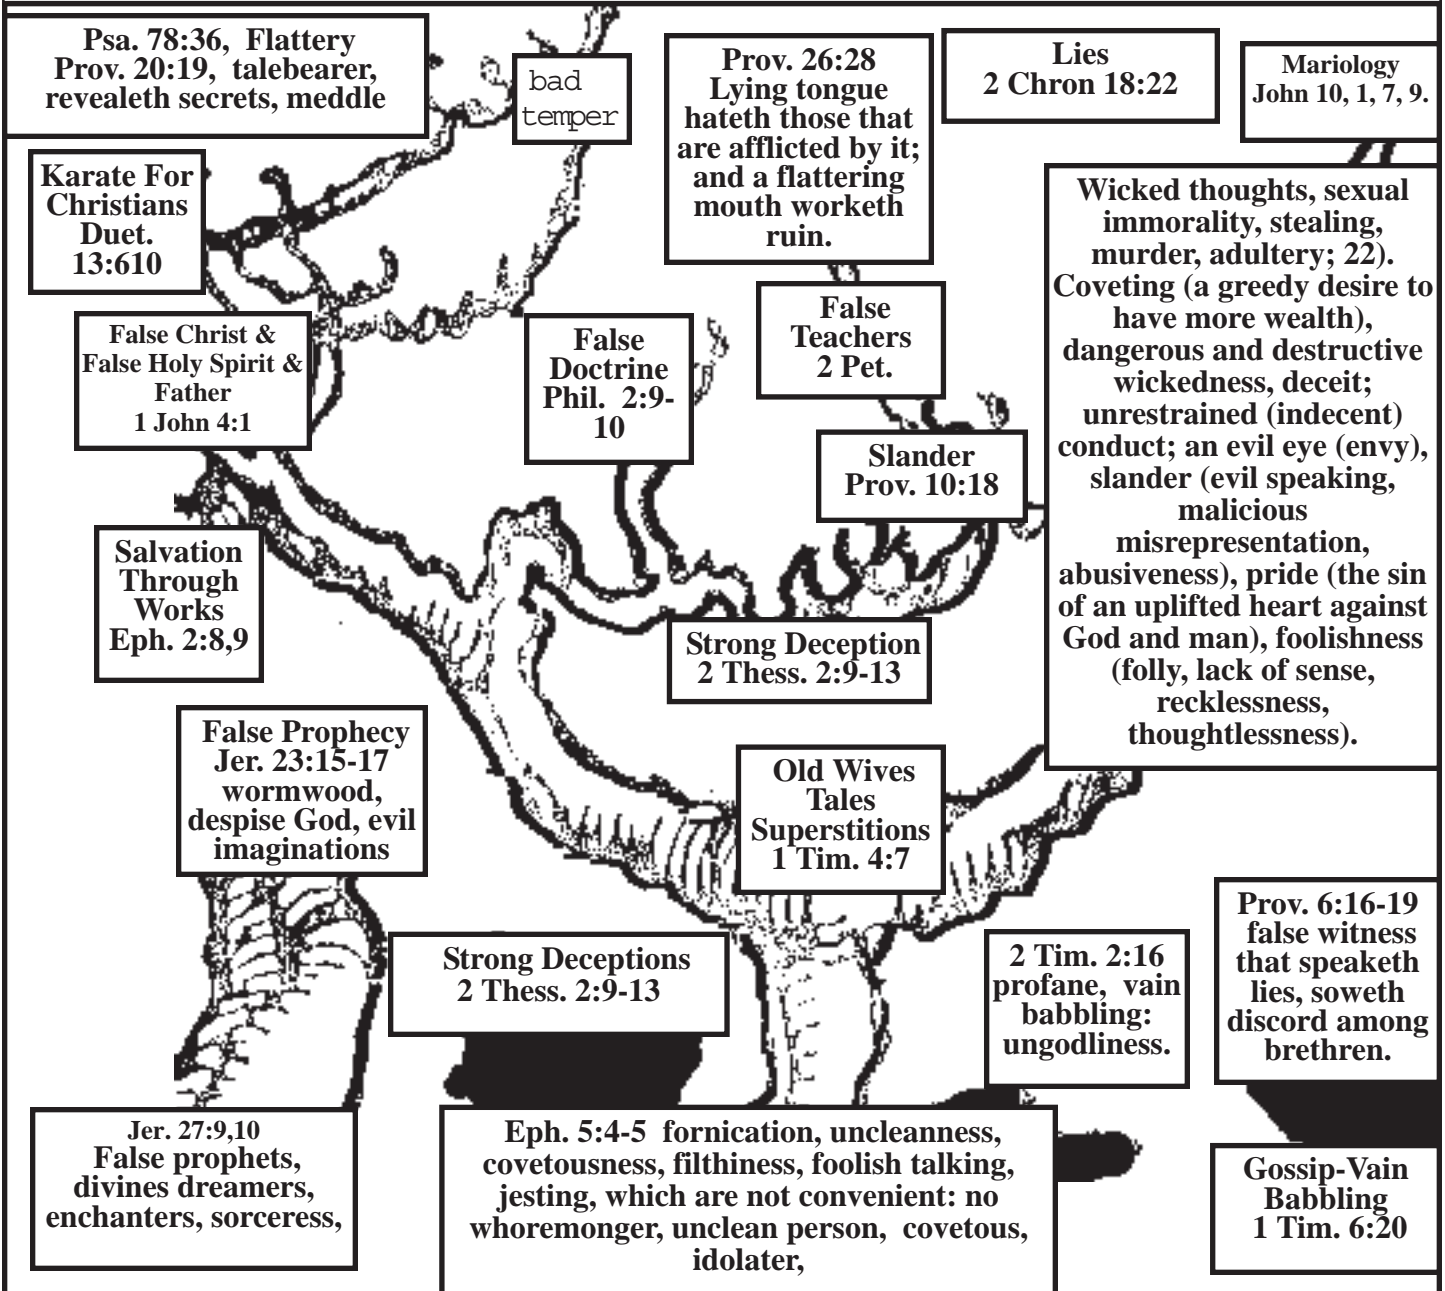 Psa. 78:36,  Flattery
Prov. 20:19,  talebearer,
revealeth secrets, meddle
bad
temper
Prov. 26:28
Lying tongue
hateth those that
are afflicted by it;
and a flattering
mouth worketh
ruin.
Lies
2 Chron 18:22
Mariology
John 10, 1, 7, 9.
Karate For
Christians
Duet.
13:610
Wicked thoughts, sexual
immorality, stealing,
murder, adultery; 22).
Coveting (a greedy desire to
have more wealth),
dangerous and destructive
wickedness, deceit;
unrestrained (indecent)
conduct; an evil eye (envy),
slander (evil speaking,
malicious
misrepresentation,
abusiveness), pride (the sin
of an uplifted heart against
God and man), foolishness
(folly, lack of sense,
recklessness,
thoughtlessness).
False Christ &
False Holy Spirit &
Father
1 John 4:1
False
Doctrine
Phil.  2:9-
10
False
Teachers
2 Pet.
Slander
Prov. 10:18
Salvation
Through
Works
Eph. 2:8,9
Strong Deception
2 Thess. 2:9-13
False Prophecy
Jer. 23:15-17
wormwood,
despise God, evil
imaginations
Old Wives
Tales
Superstitions
1 Tim. 4:7
Strong Deceptions
2 Thess. 2:9-13
2 Tim. 2:16
profane,  vain
babbling:
ungodliness.
Prov. 6:16-19
false witness
that speaketh
lies, soweth
discord among
brethren.
Jer. 27:9,10
False prophets,
divines dreamers,
enchanters, sorceress,
Eph. 5:4-5  fornication, uncleanness,
covetousness, filthiness, foolish talking,
jesting, which are not convenient: no
whoremonger, unclean person,  covetous,
idolater,
Gossip-Vain
Babbling
1 Tim. 6:20